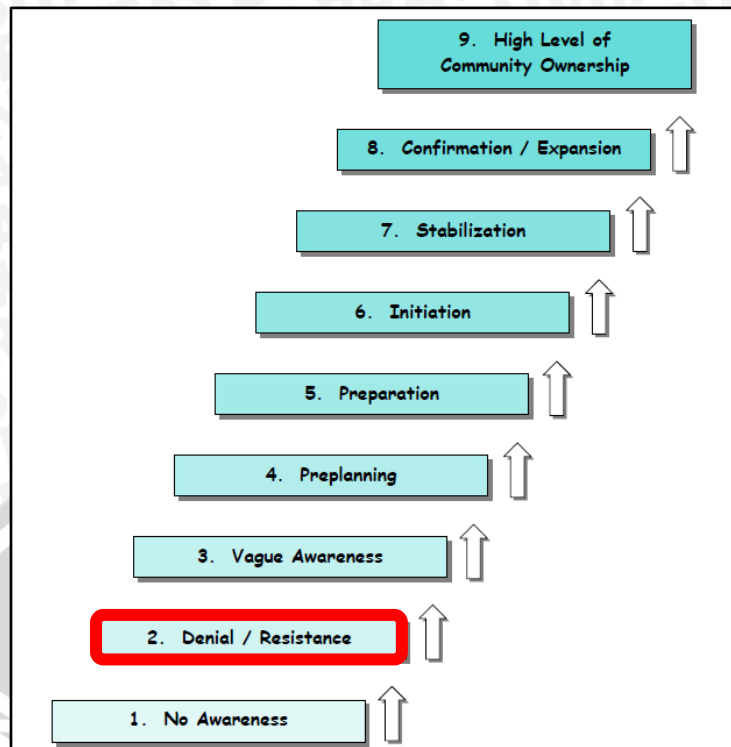 9. High Level of
Community Ownership
8. Confirmation / Expansion
7. Stabilization
6. Initiation
5. Preparation
4. Preplanning
3. Vague Awareness
2. Denial / Resistance
1. No Awareness